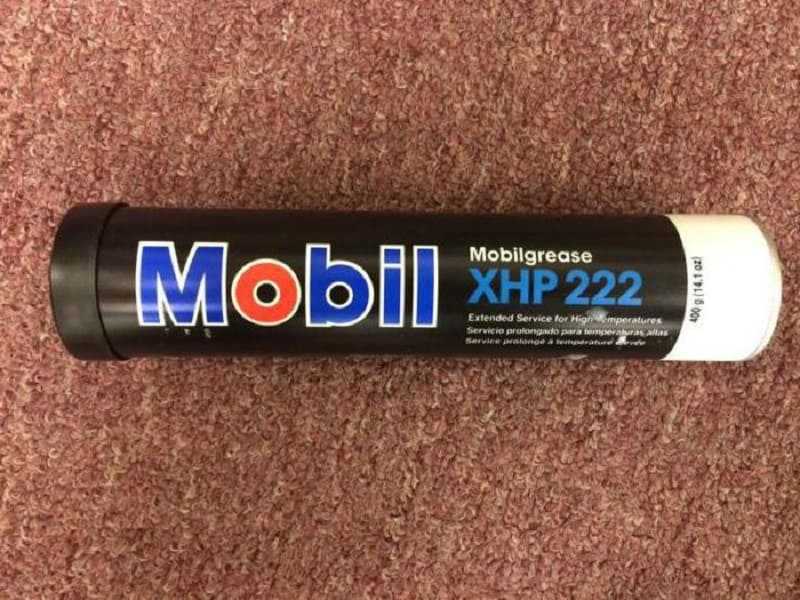 Mobil
Mobilgrease
XHP 222
Extended Service for High Temperatures
Servicio prolongado para temperaturas altas
Service prolongé à température élevée
400 g (14.1 oz)